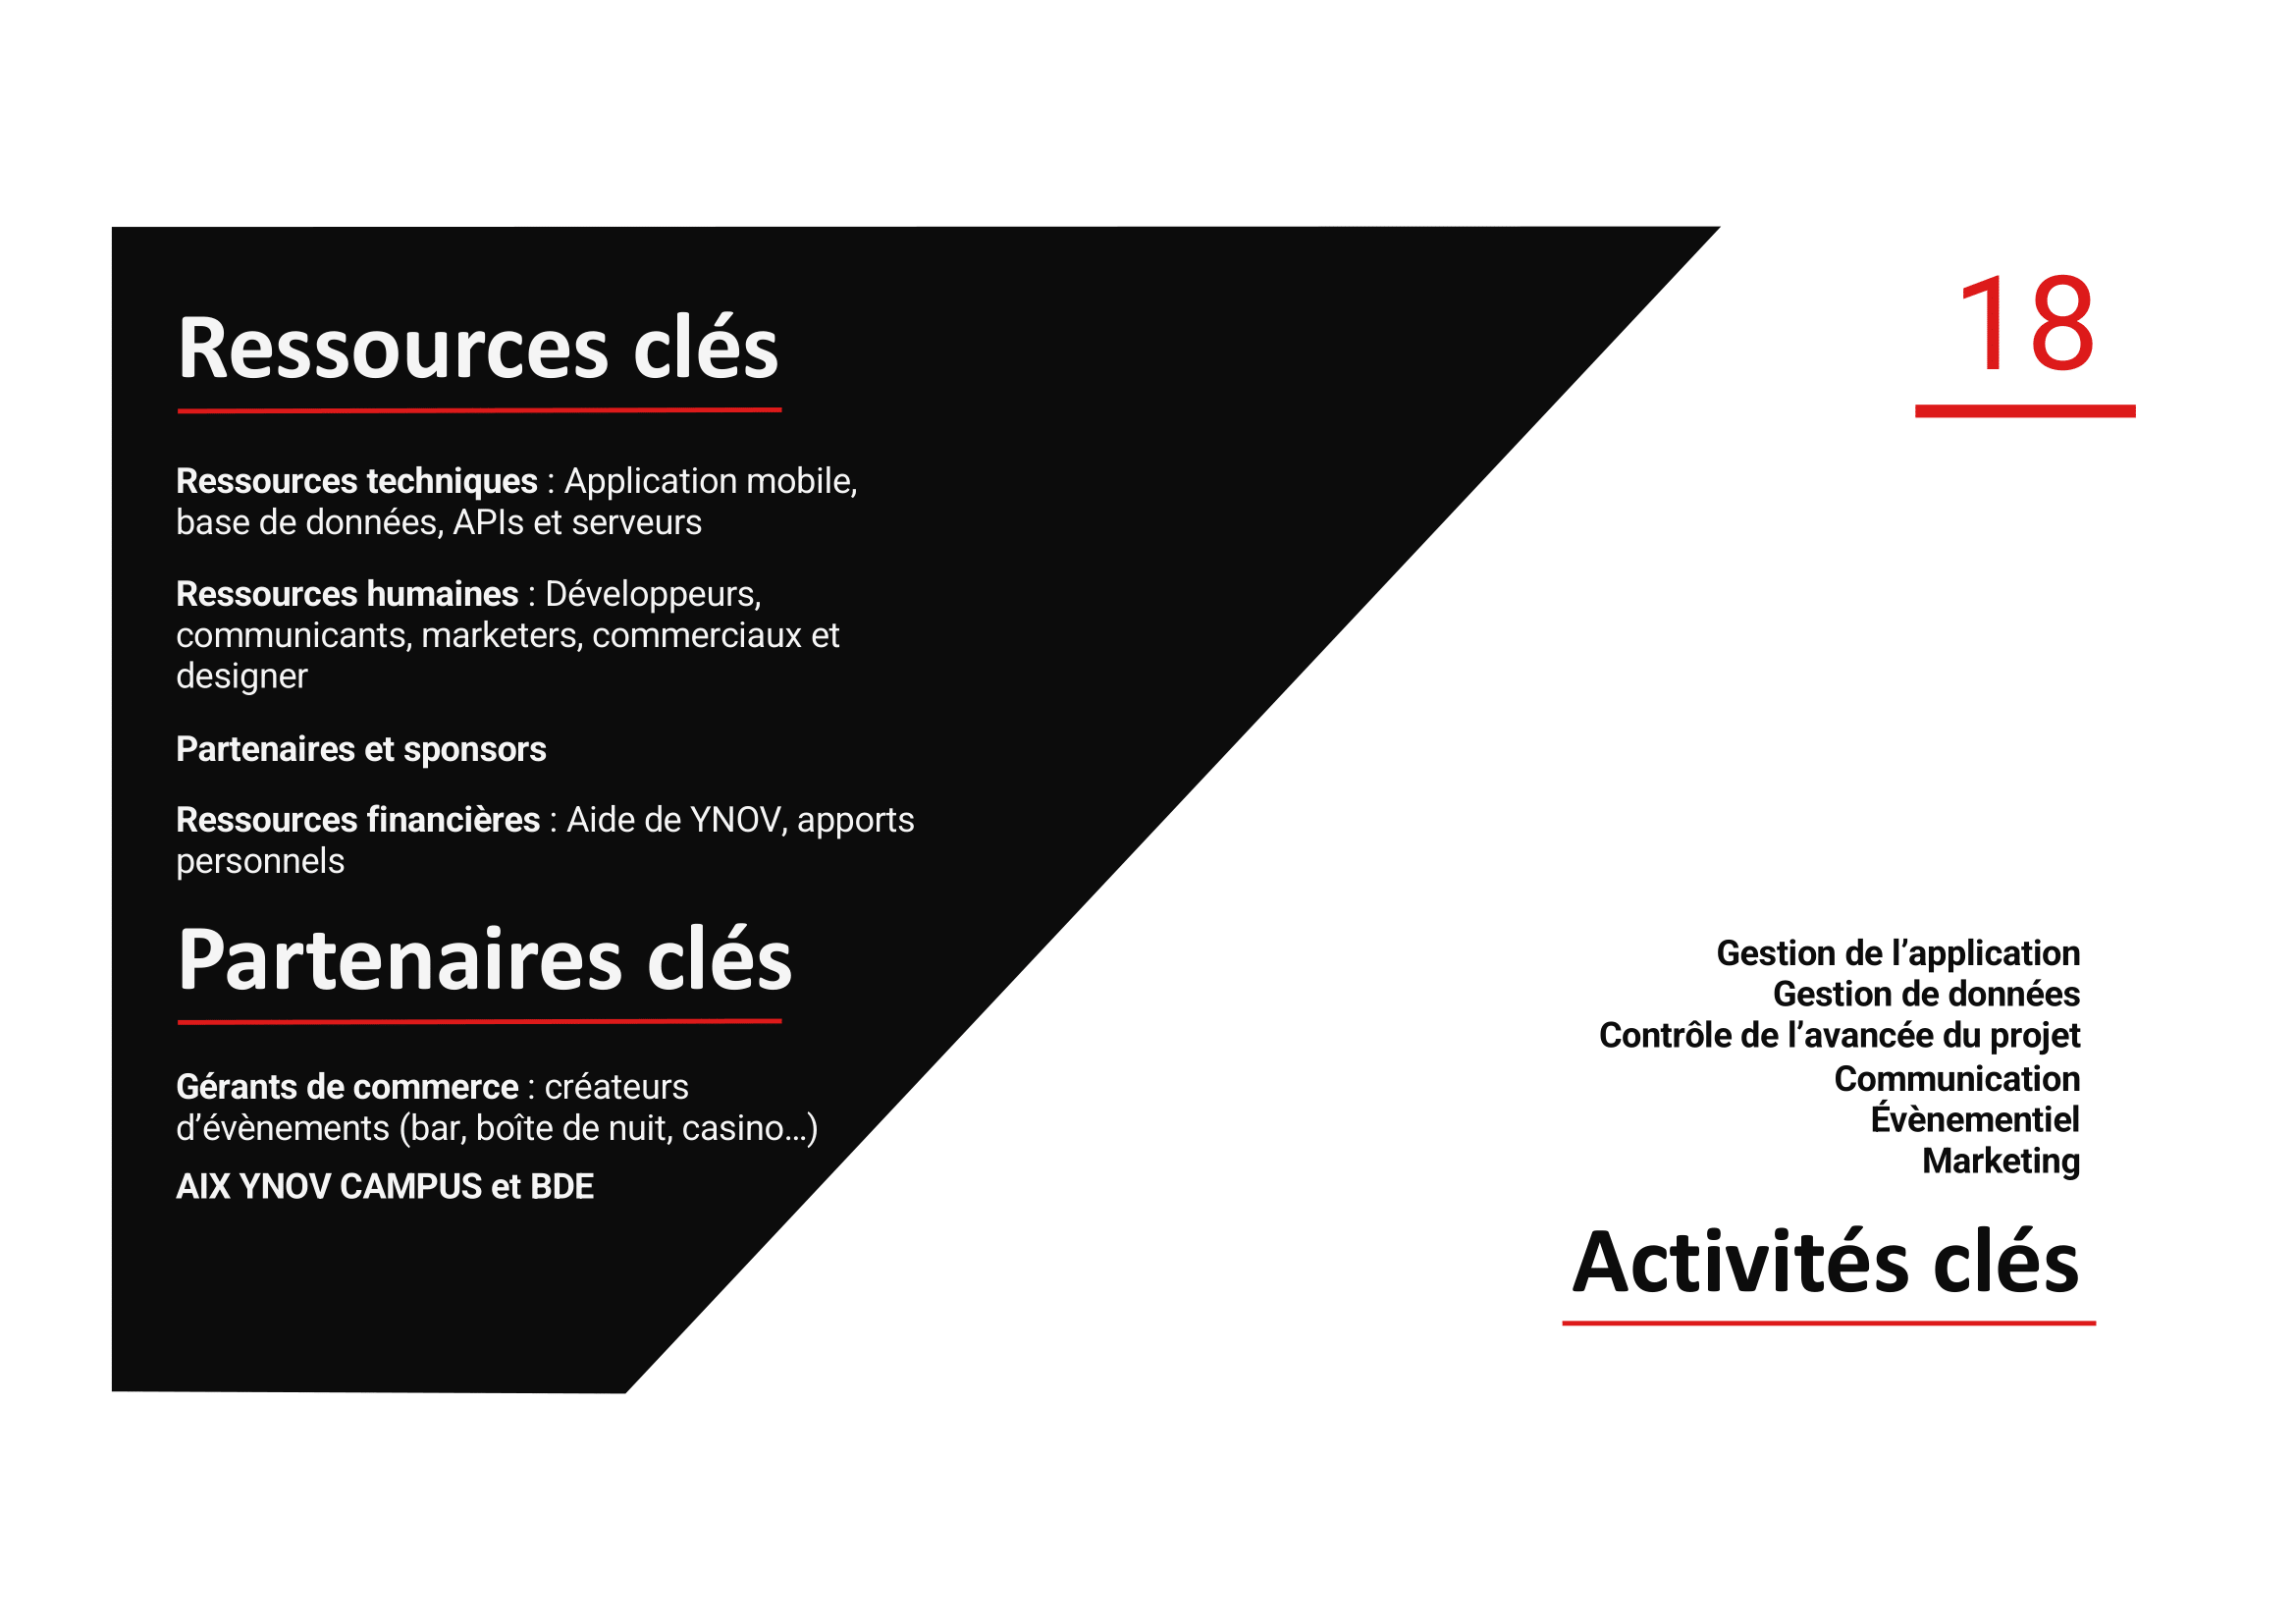 Ressources clés
Ressources techniques : Application mobile,
base de données, APIs et serveurs
Ressources humaines : Développeurs,
communicants, marketers, commerciaux et
designer
Partenaires et sponsors
Ressources financières : Aide de YNOV, apports
personnels
Partenaires clés
Gérants de commerce : créateurs
d’évènements (bar, boîte de nuit, casino…)
AIX YNOV CAMPUS et BDE
18
Gestion de l’application
Gestion de données
Contrôle de l’avancée du projet
Communication
Évènementiel
Marketing
Activités clés